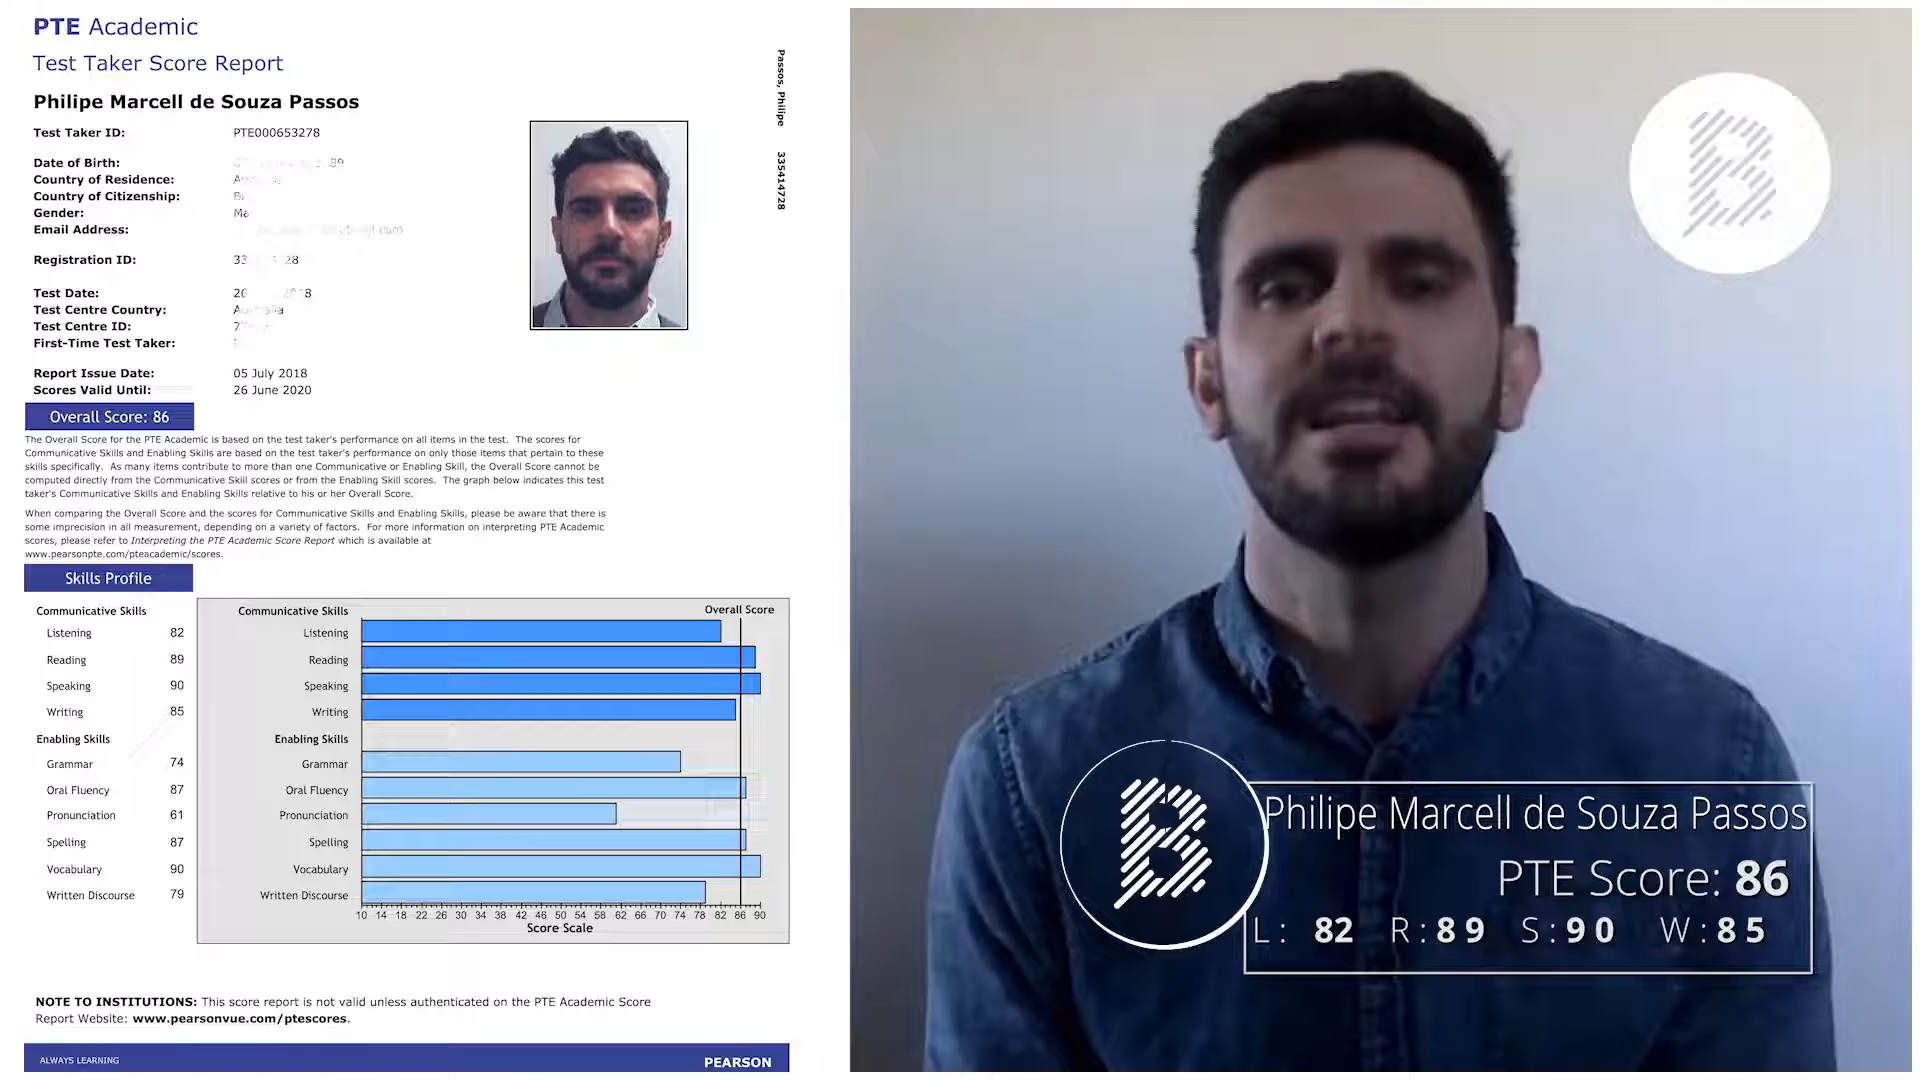 PTE Academic
Test Taker Score Report
Philipe Marcell de Souza Passos
Test Taker ID: PTE000653278
Date of Birth: 89
Country of Residence:
Country of Citizenship:
Gender:
Email Address:
Registration ID: 33 28
Test Date: 26 8
Test Centre Country:
Test Centre ID: 7
First-Time Test Taker:
Report Issue Date: 05 July 2018
Scores Valid Until: 26 June 2020
Passos, Philipe 335414728
Overall Score: 86
The Overall Score for the PTE Academic is based on the test taker's performance on all items in the test. The scores for
Communicative Skills and Enabling Skills are based on the test taker's performance on only those items that pertain to these
skills specifically. As many items contribute to more than one Communicative or Enabling Skill, the Overall Score cannot be
computed directly from the Communicative Skill scores or from the Enabling Skill scores. The graph below indicates this test
taker's Communicative Skills and Enabling Skills relative to his or her Overall Score.
When comparing the Overall Score and the scores for Communicative Skills and Enabling Skills, please be aware that there is
some imprecision in all measurement, depending on a variety of factors. For more information on interpreting PTE Academic
scores, please refer to Interpreting the PTE Academic Score Report which is available at
www.pearsonpte.com/pteacademic/scores.
Skills Profile
Communicative Skills
Listening 82
Reading 89
Speaking 90
Writing 85
Enabling Skills
Grammar 74
Oral Fluency 87
Pronunciation 61
Spelling 87
Vocabulary 90
Written Discourse 79
Communicative Skills Overall Score
Listening
Reading
Speaking
Writing
Enabling Skills
Grammar
Oral Fluency
Pronunciation
Spelling
Vocabulary
Written Discourse
10 14 18 22 26 30 34 38 42 46 50 54 58 62 66 70 74 78 82 86 90
Score Scale
NOTE TO INSTITUTIONS: This score report is not valid unless authenticated on the PTE Academic Score
Report Website: www.pearsonvue.com/ptescores.
ALWAYS LEARNING PEARSON
B
B
Philipe Marcell de Souza Passos
PTE Score: 86
L: 82 R:89 S:90 W:85